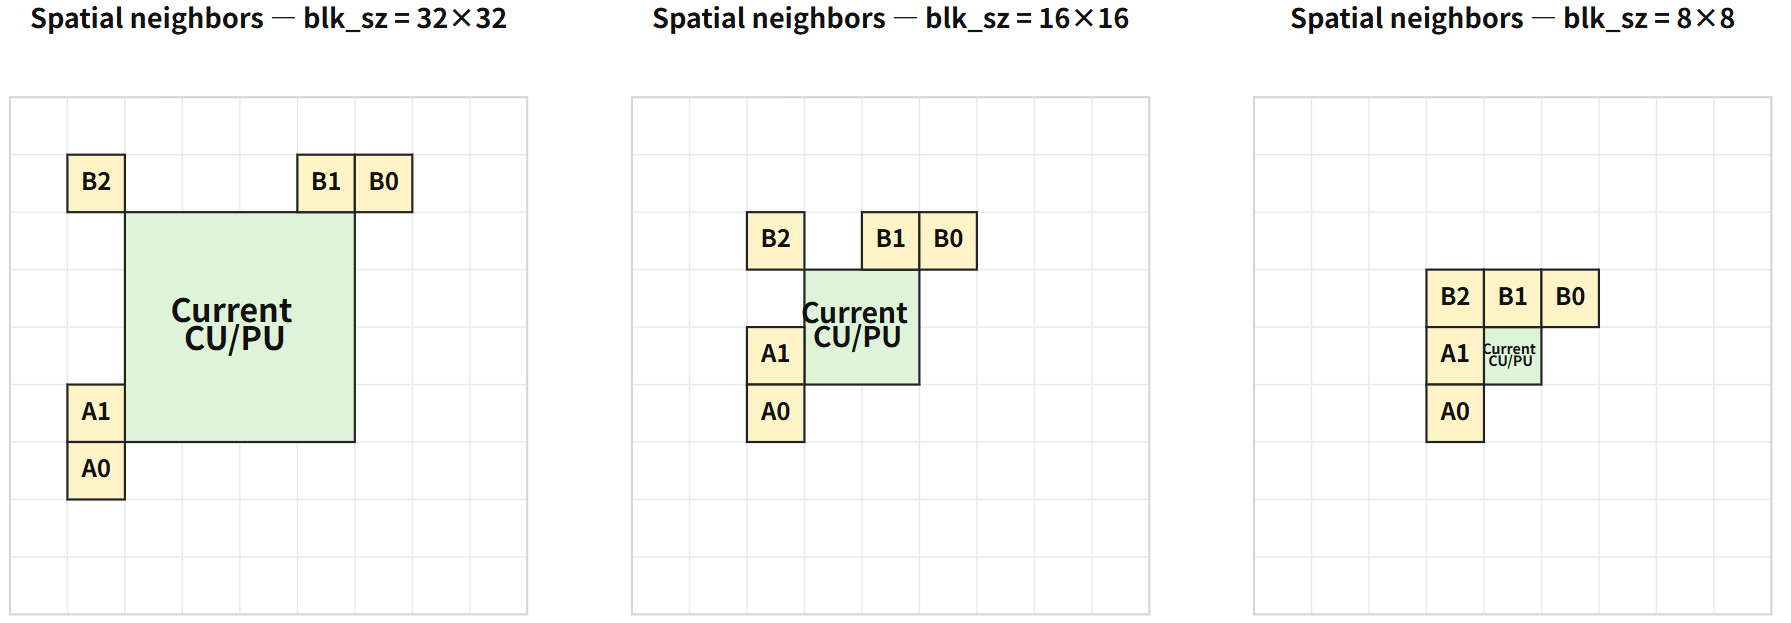 Spatial neighbors — blk_sz = 32×32
B2
B1
B0
Current
CU/PU
A1
A0
Spatial neighbors — blk_sz = 16×16
B2
B1
B0
Current
CU/PU
A1
A0
Spatial neighbors — blk_sz = 8×8
B2
B1
B0
A1
Current
CU/PU
A0